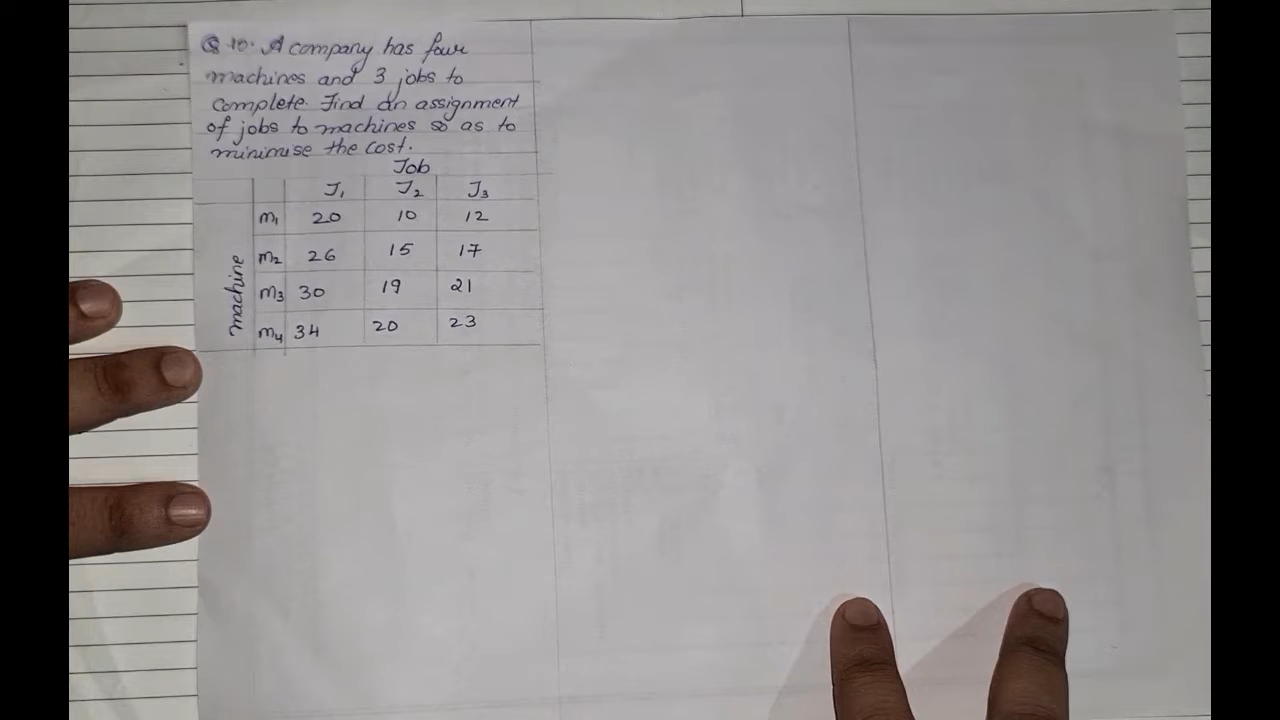 Q.10. A company has four
machines and 3 jobs to
complete. Find an assignment
of jobs to machines so as to
minimise the cost.
Job
J₁ J₂ J₃
machine
m₁ 20 10 12
m₂ 26 15 17
m₃ 30 19 21
m₄ 34 20 23